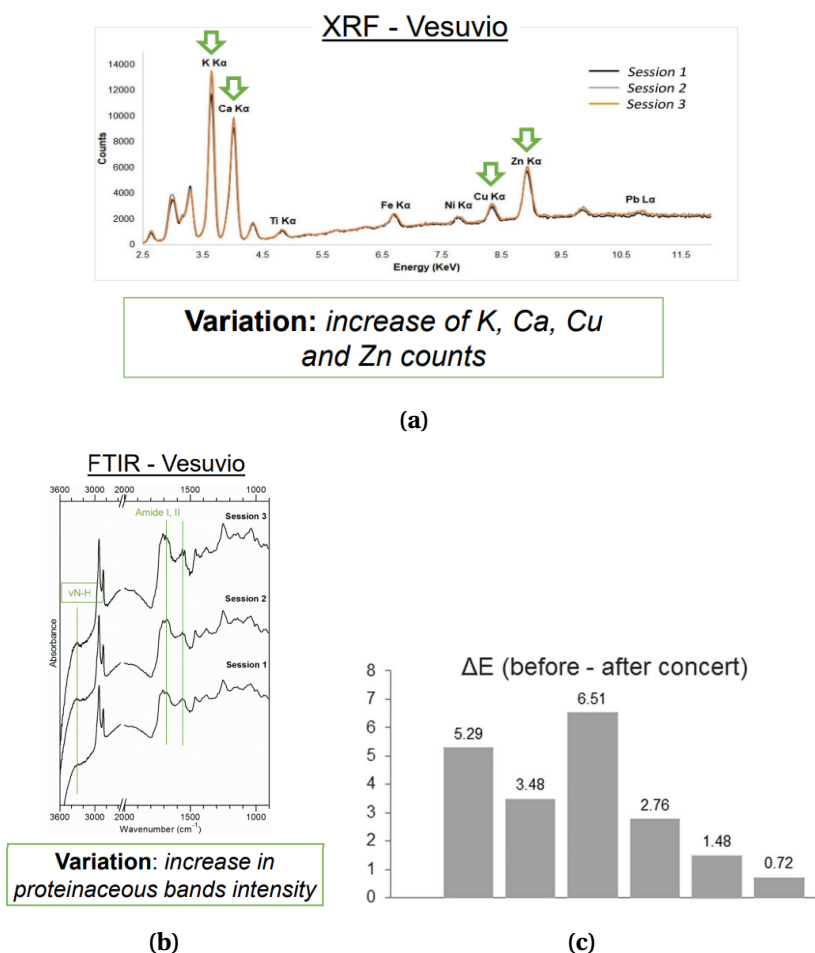 XRF - Vesuvio
K Kα
Ca Kα
Ti Kα
Fe Kα
Ni Kα
Cu Kα
Zn Kα
Pb Lα
Session 1
Session 2
Session 3
Counts
14000
12000
10000
8000
6000
4000
2000
0
2.5 3.5 4.5 5.5 6.5 7.5 8.5 9.5 10.5 11.5
Energy (KeV)
Variation: increase of K, Ca, Cu
and Zn counts
(a)
FTIR - Vesuvio
3600 3000 2000 2000 1500 1000
Amide I, II
Session 3
νN-H
Session 2
Session 1
Absorbance
3600 3000 2000 2000 1500 1000
Wavenumber (cm⁻¹)
Variation: increase in
proteinaceous bands intensity
(b)
ΔE (before - after concert)
8
7
6
5
4
3
2
1
0
5.29
3.48
6.51
2.76
1.48
0.72
(c)